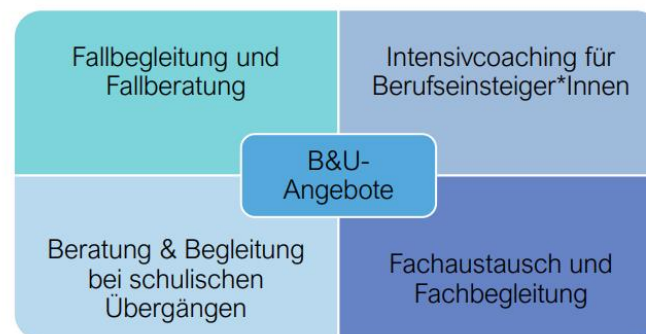 Fallbegleitung und
Fallberatung
Intensivcoaching für
Berufseinsteiger*Innen
B&U-
Angebote
Beratung & Begleitung
bei schulischen
Übergängen
Fachaustausch und
Fachbegleitung